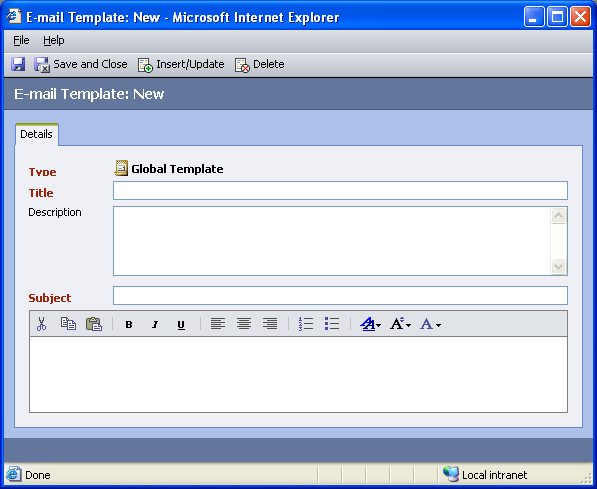 E-mail Template: New - Microsoft Internet Explorer
File Help
Save and Close Insert/Update Delete
E-mail Template: New
Details
Type Global Template
Title
Description
Subject
B I U A A A
Done Local intranet